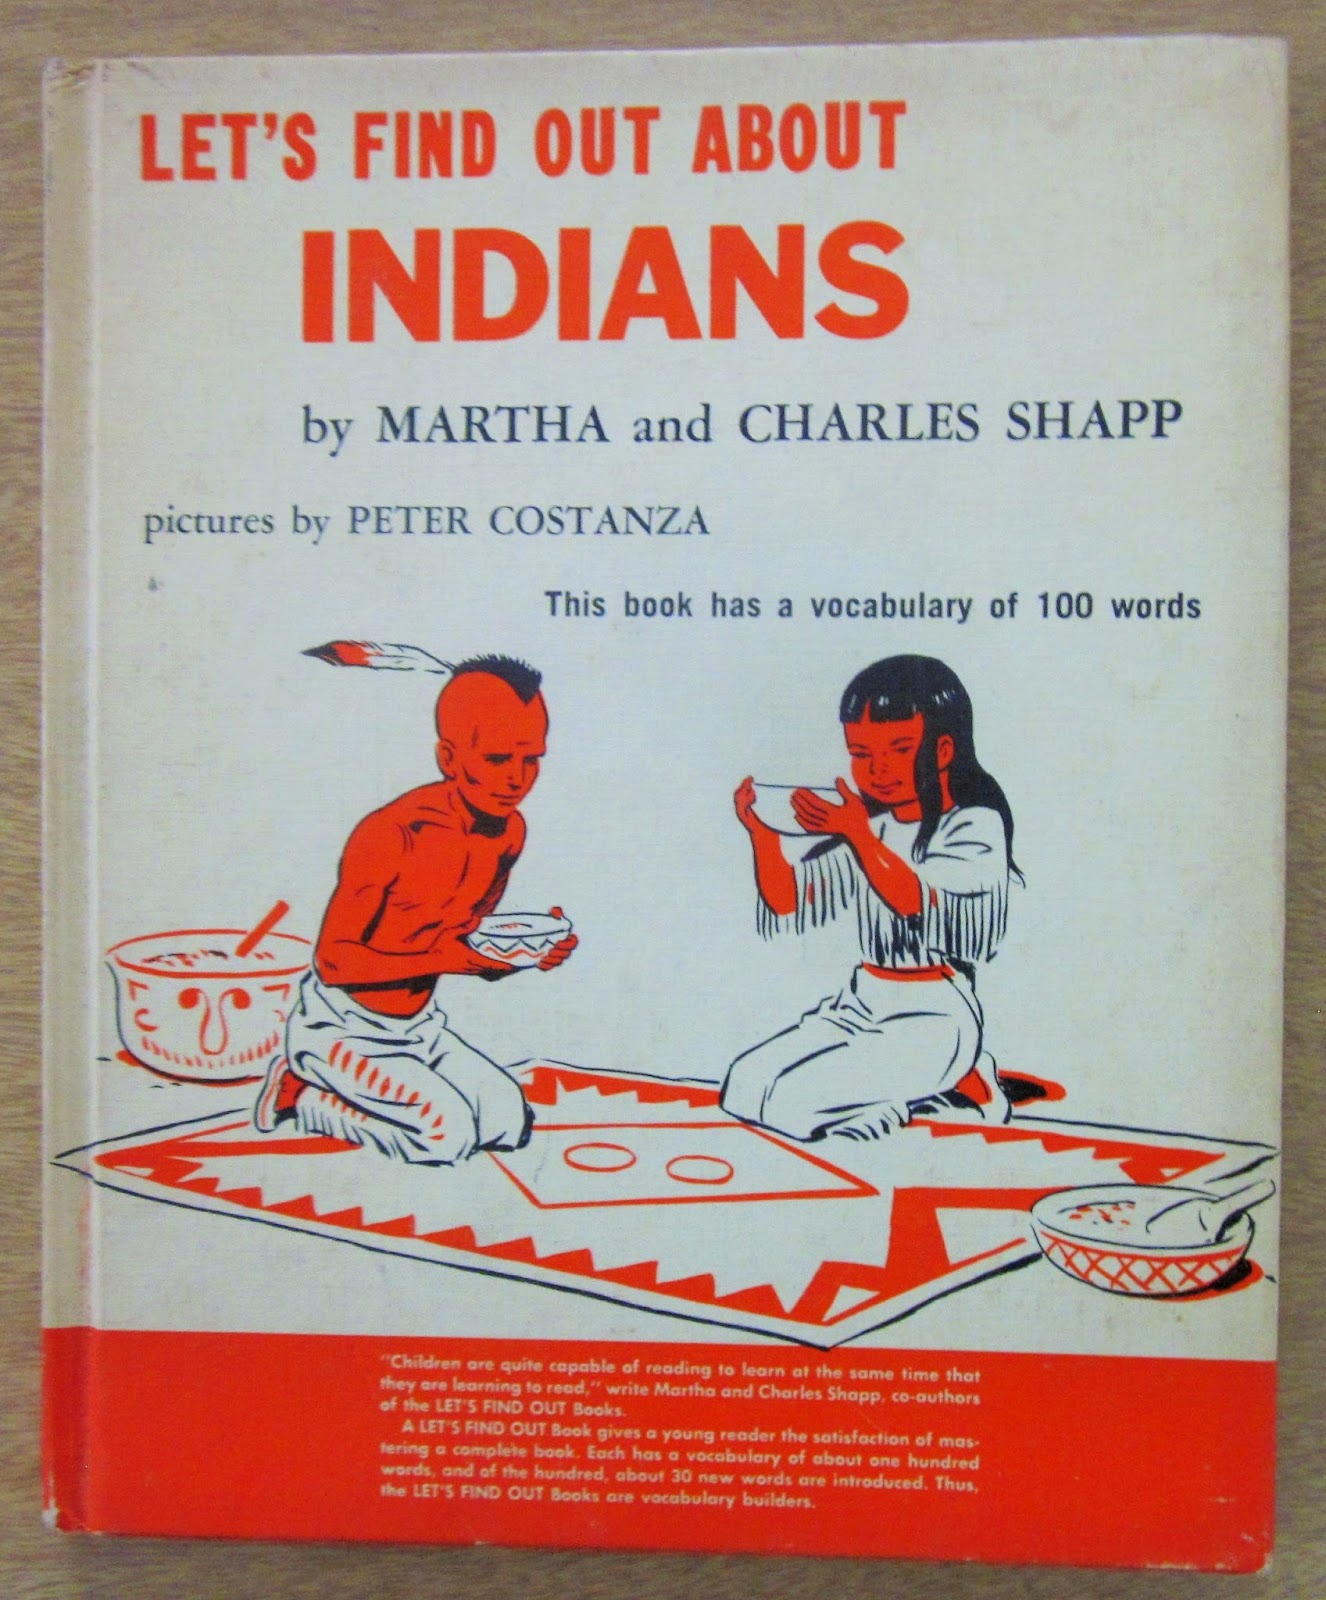 LET'S FIND OUT ABOUT
INDIANS
by MARTHA and CHARLES SHAPP
pictures by PETER COSTANZA
This book has a vocabulary of 100 words
"Children are quite capable of reading to learn at the same time that
they are learning to read," write Martha and Charles Shapp, co-authors
of the LET'S FIND OUT Books.
A LET'S FIND OUT Book gives a young reader the satisfaction of mas-
tering a complete book. Each has a vocabulary of about one hundred
words, and of the hundred, about 30 new words are introduced. Thus,
the LET'S FIND OUT Books are vocabulary builders.